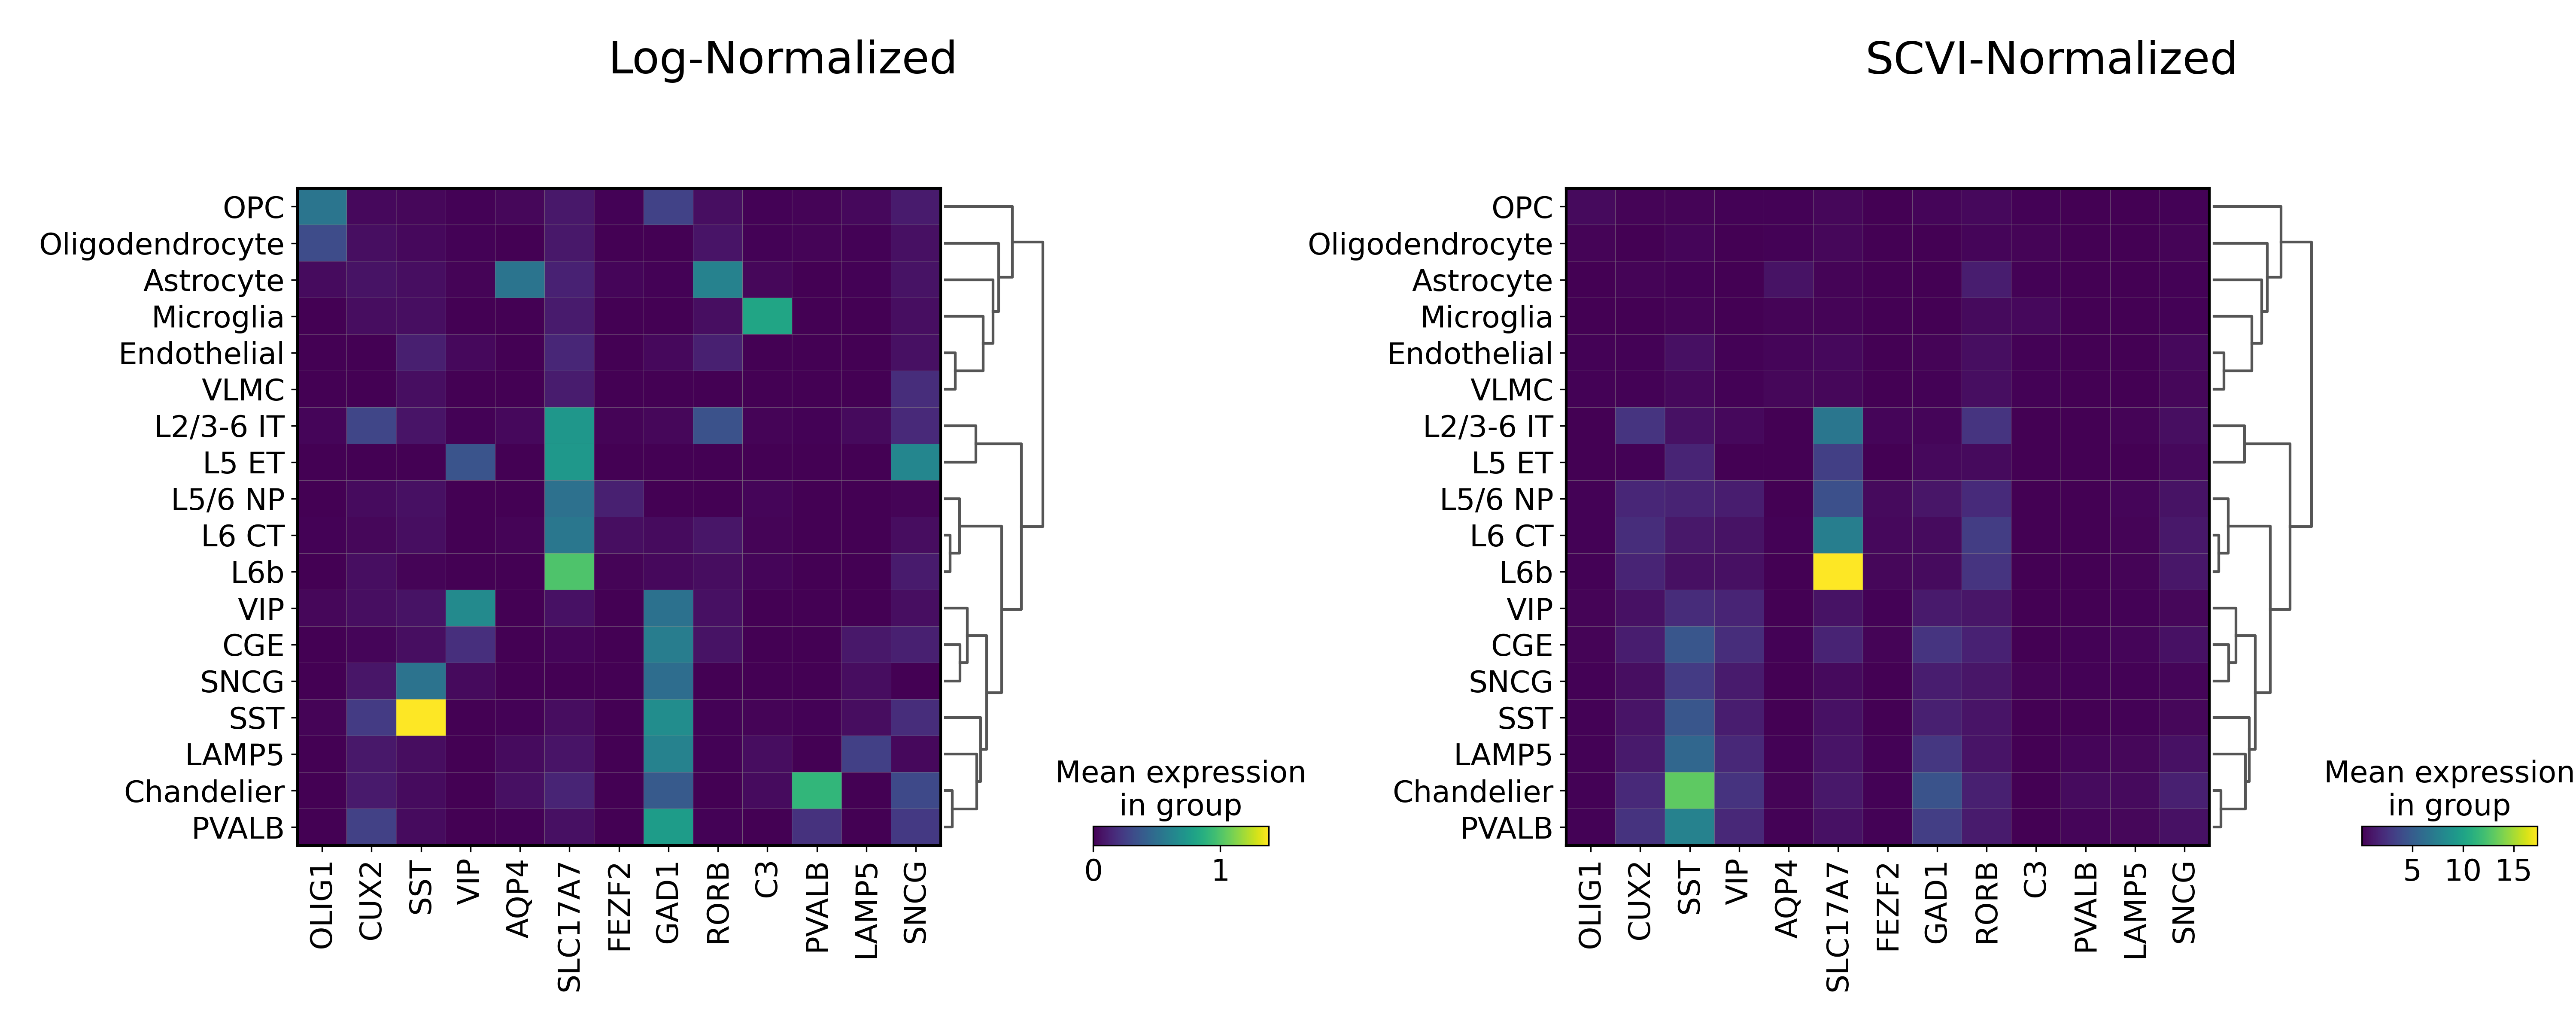 Log-Normalized
OPC
Oligodendrocyte
Astrocyte
Microglia
Endothelial
VLMC
L2/3-6 IT
L5 ET
L5/6 NP
L6 CT
L6b
VIP
CGE
SNCG
SST
LAMP5
Chandelier
PVALB
OLIG1
CUX2
SST
VIP
AQP4
SLC17A7
FEZF2
GAD1
RORB
C3
PVALB
LAMP5
SNCG
Mean expression
in group
0 1
SCVI-Normalized
OPC
Oligodendrocyte
Astrocyte
Microglia
Endothelial
VLMC
L2/3-6 IT
L5 ET
L5/6 NP
L6 CT
L6b
VIP
CGE
SNCG
SST
LAMP5
Chandelier
PVALB
OLIG1
CUX2
SST
VIP
AQP4
SLC17A7
FEZF2
GAD1
RORB
C3
PVALB
LAMP5
SNCG
Mean expression
in group
5 10 15